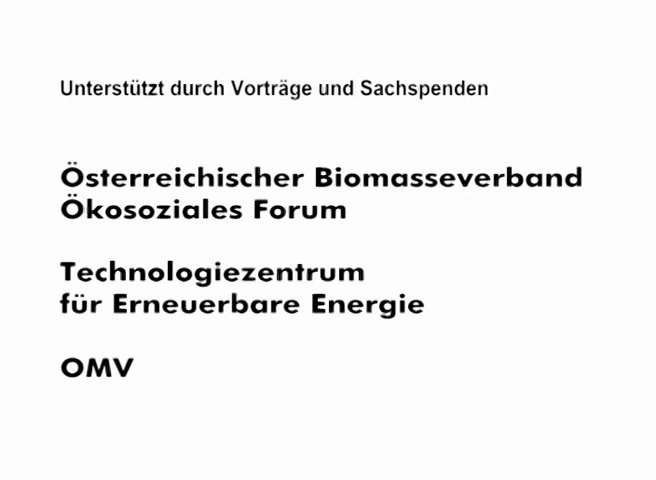 Unterstützt durch Vorträge und Sachspenden
Österreichischer Biomasseverband
Ökosoziales Forum
Technologiezentrum
für Erneuerbare Energie
OMV